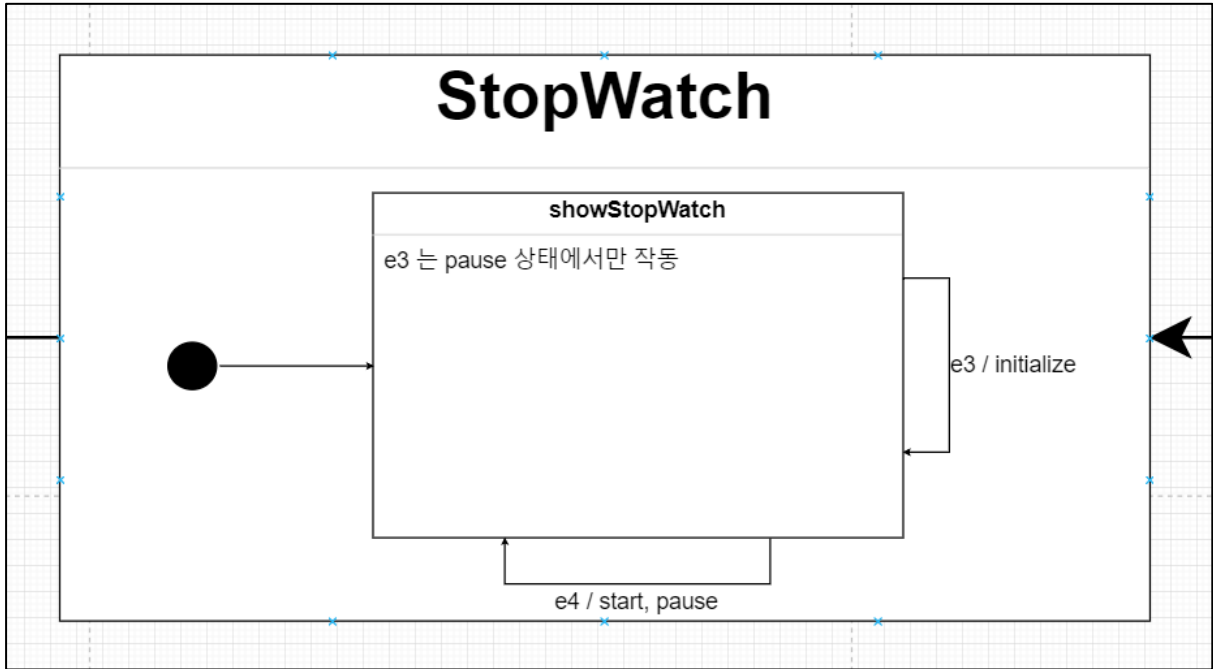 StopWatch
showStopWatch
e3 는 pause 상태에서만 작동
e3 / initialize
e4 / start, pause